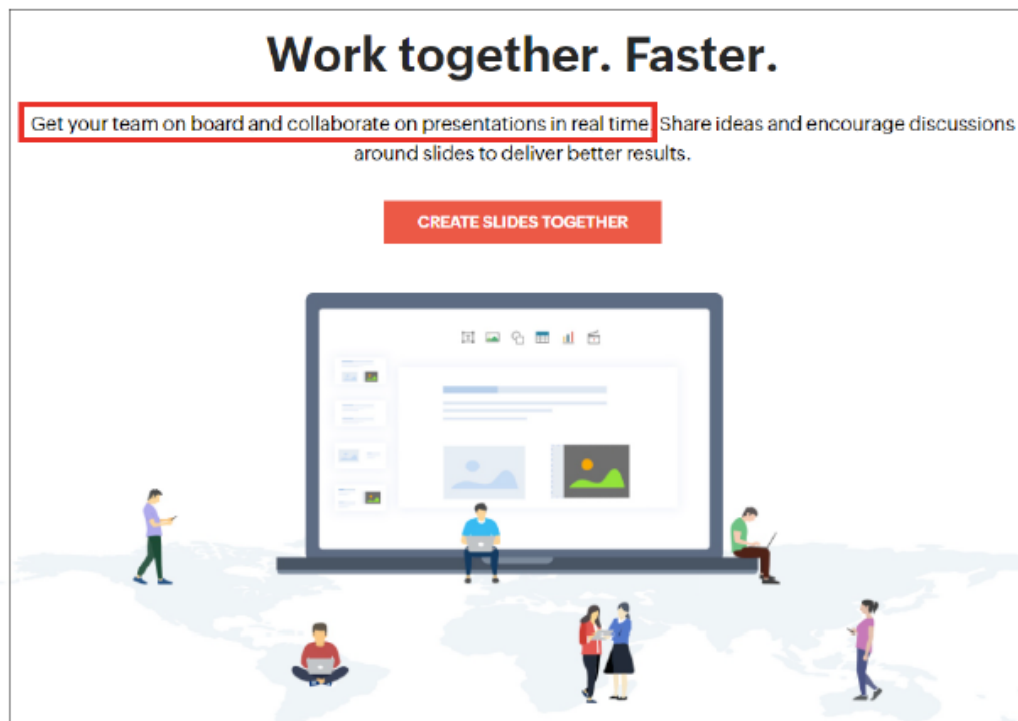 Work together. Faster.
Get your team on board and collaborate on presentations in real time. Share ideas and encourage discussions
around slides to deliver better results.
CREATE SLIDES TOGETHER